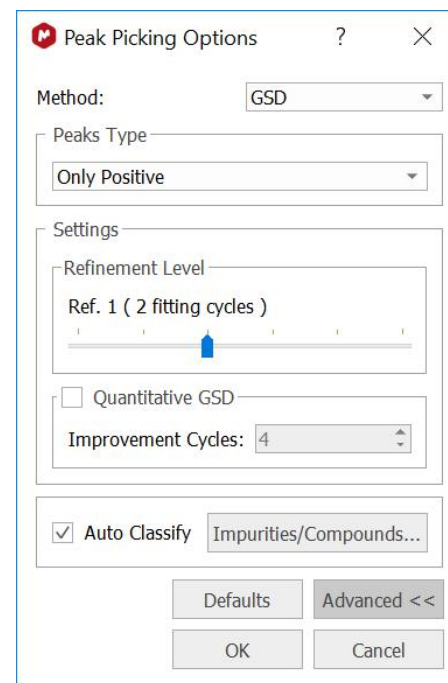 Peak Picking Options ? X
Method: GSD
Peaks Type
Only Positive
Settings
Refinement Level
Ref. 1 ( 2 fitting cycles )
Quantitative GSD
Improvement Cycles: 4
Auto Classify Impurities/Compounds...
Defaults Advanced <<
OK Cancel